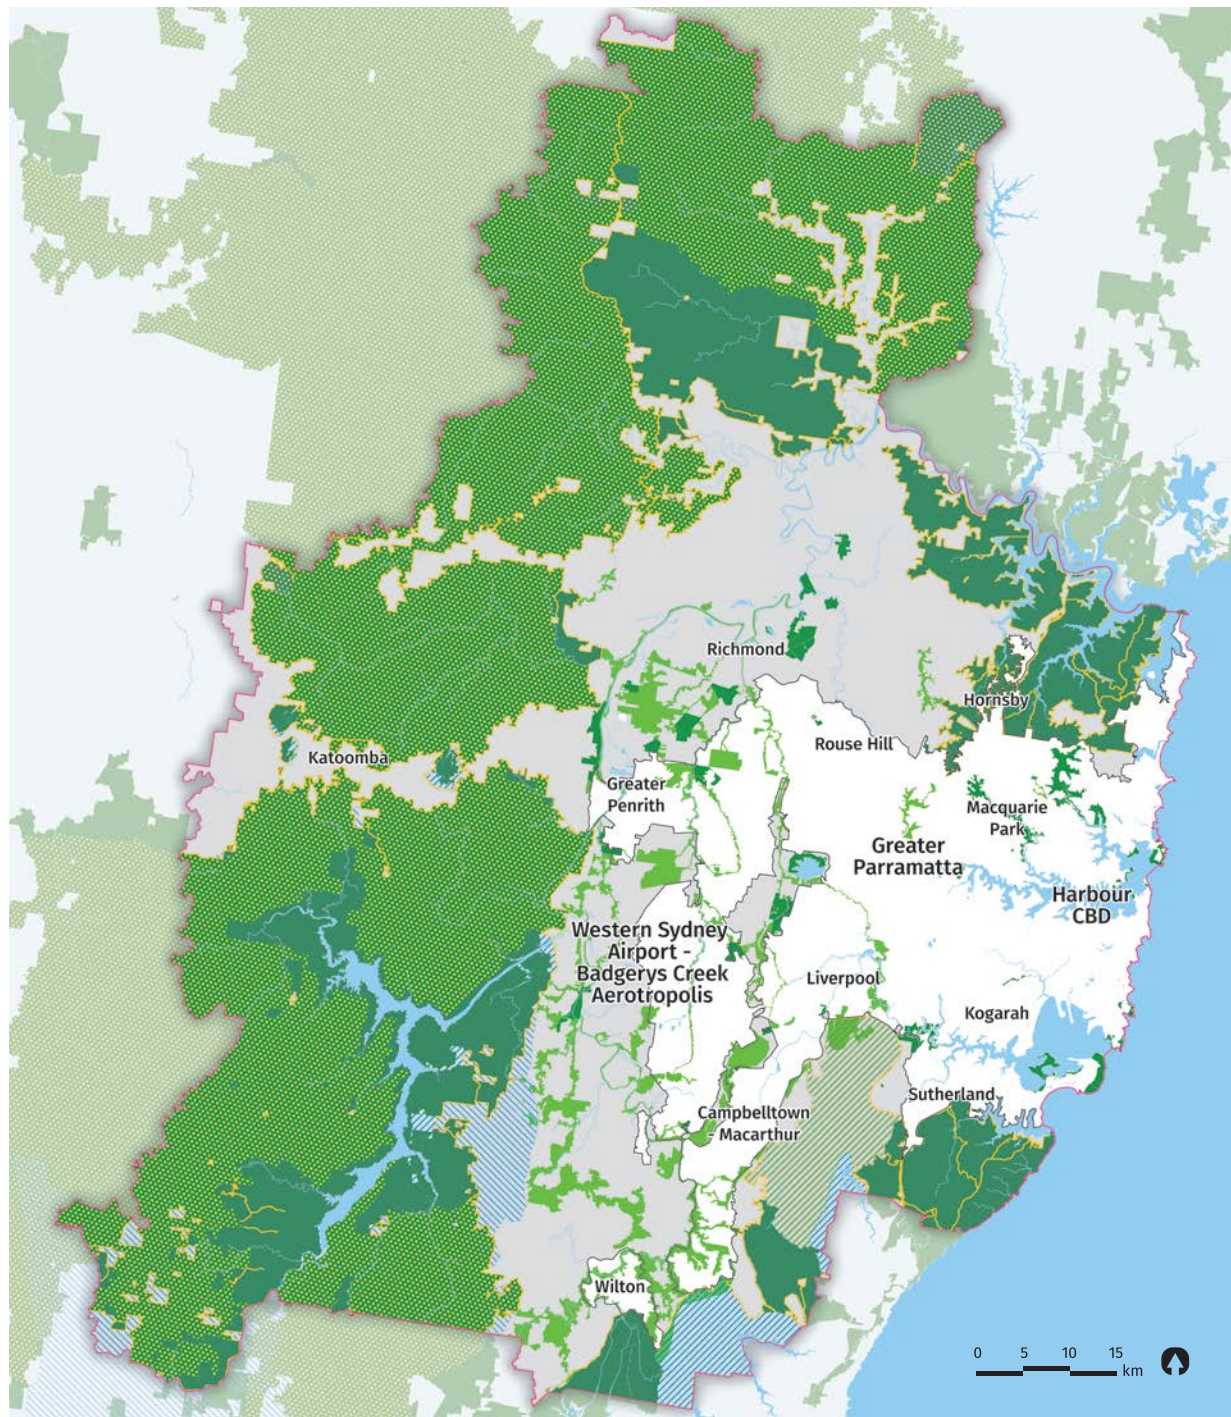 Richmond
Hornsby
Rouse Hill
Katoomba
Greater
Penrith
Macquarie
Park
Greater
Parramatta
Harbour
CBD
Western Sydney
Airport -
Badgerys Creek
Aerotropolis
Liverpool
Kogarah
Sutherland
Campbelltown
- Macarthur
Wilton
0 5 10 15
km